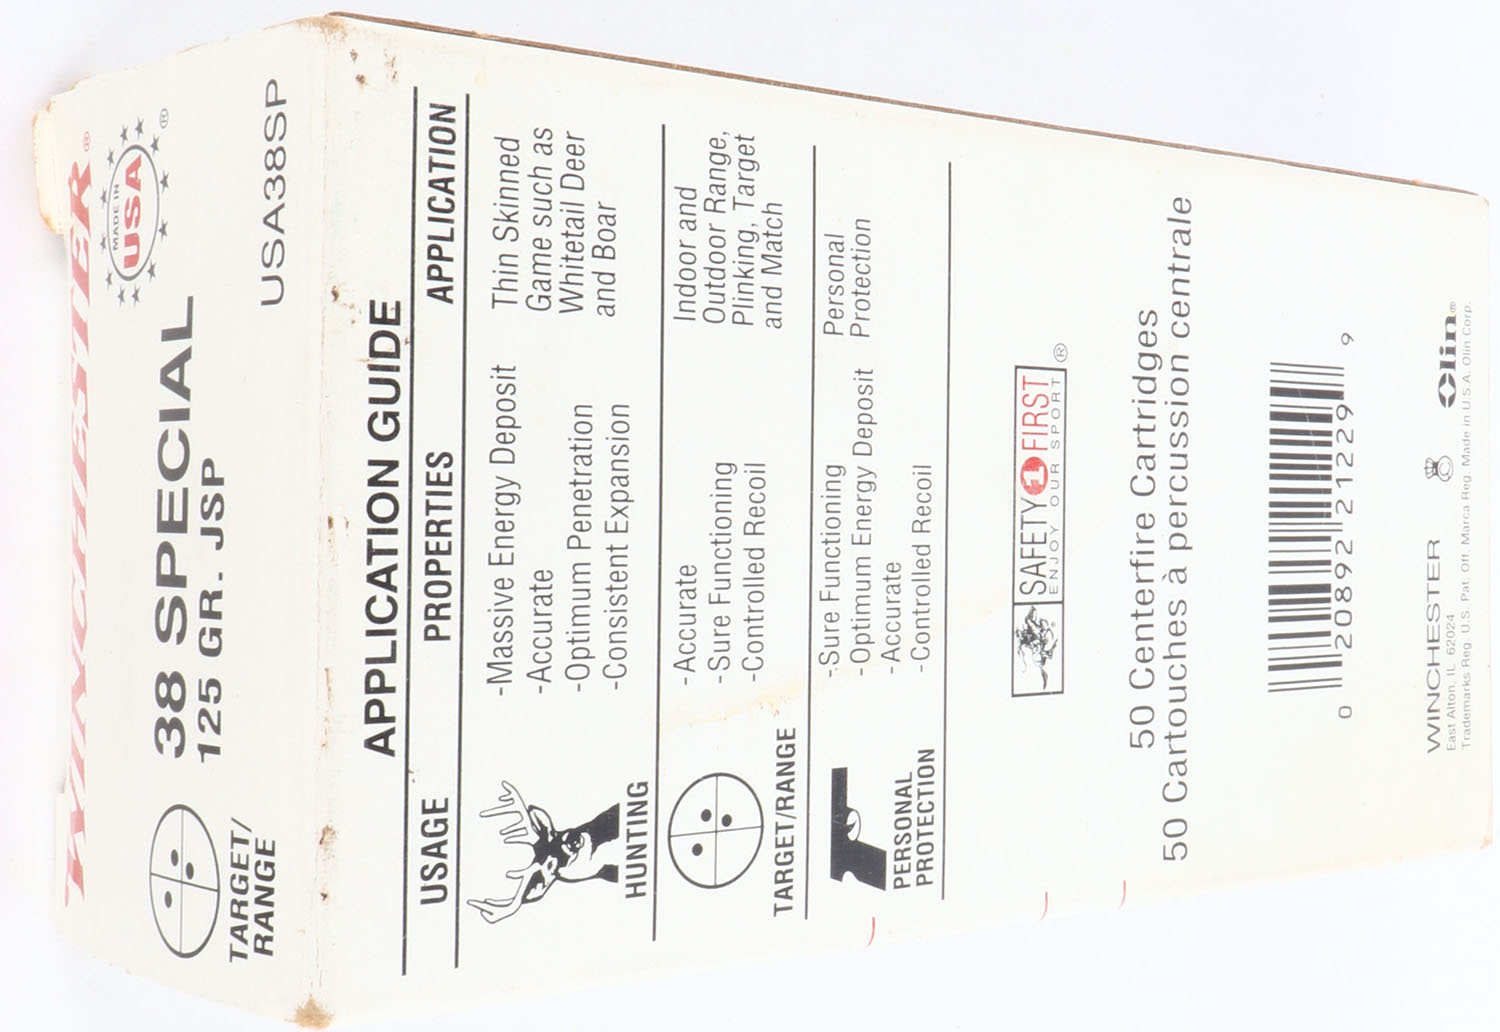 WINCHESTER®
MADE IN
USA
®
38 SPECIAL
125 GR. JSP
TARGET/
RANGE
USA38SP
APPLICATION GUIDE
USAGE PROPERTIES APPLICATION
HUNTING
-Massive Energy Deposit
-Accurate
-Optimum Penetration
-Consistent Expansion
Thin Skinned
Game such as
Whitetail Deer
and Boar
TARGET/RANGE
-Accurate
-Sure Functioning
-Controlled Recoil
Indoor and
Outdoor Range,
Plinking, Target
and Match
PERSONAL
PROTECTION
-Sure Functioning
-Optimum Energy Deposit
-Accurate
-Controlled Recoil
Personal
Protection
SAFETY 1 FIRST ®
ENJOY OUR SPORT
50 Centerfire Cartridges
50 Cartouches à percussion centrale
0 20892 21229 9
WINCHESTER
Olin®
East Alton, IL 62024
Trademarks Reg. U.S. Pat. Off. Marca Reg. Made in U.S.A. Olin Corp.